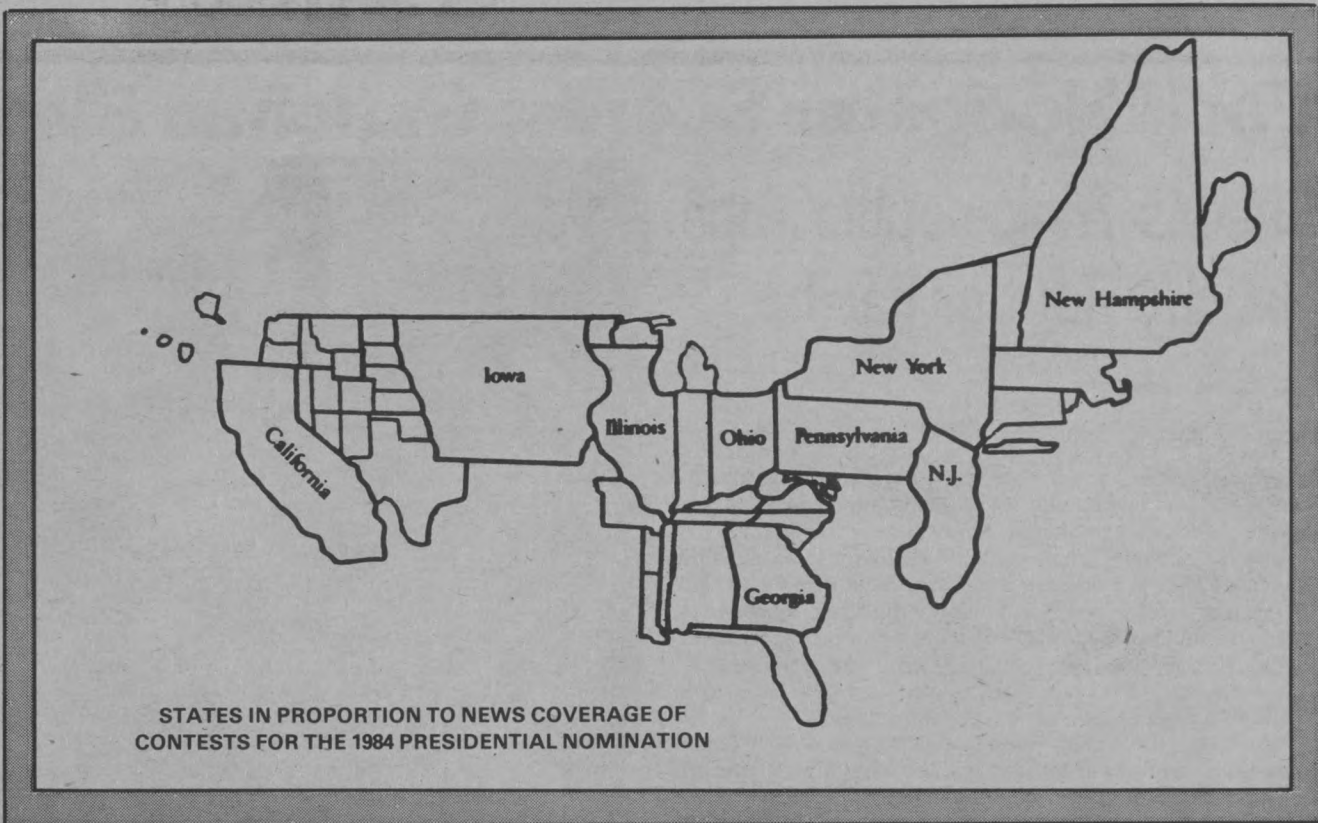 New Hampshire
Iowa
New York
Illinois
Ohio
Pennsylvania
California
N.J.
Georgia
STATES IN PROPORTION TO NEWS COVERAGE OF
CONTESTS FOR THE 1984 PRESIDENTIAL NOMINATION